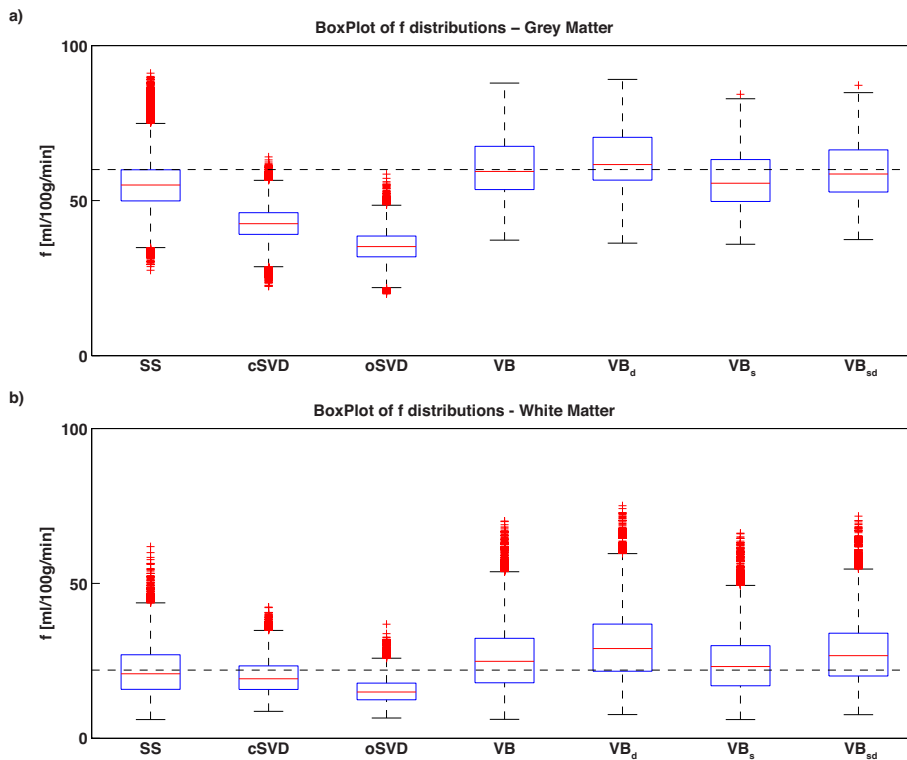 a)
BoxPlot of f distributions – Grey Matter
100
50
0
f [ml/100g/min]
SS cSVD oSVD VB VBd VBs VBsd
b)
BoxPlot of f distributions - White Matter
100
50
0
f [ml/100g/min]
SS cSVD oSVD VB VBd VBs VBsd